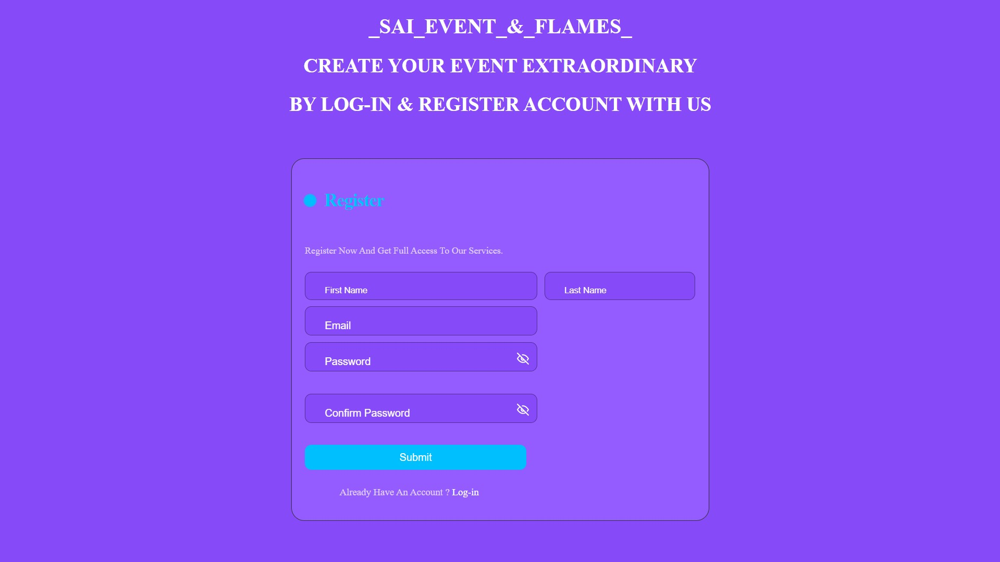 _SAI_EVENT_&_FLAMES_
CREATE YOUR EVENT EXTRAORDINARY
BY LOG-IN & REGISTER ACCOUNT WITH US
Register
Register Now And Get Full Access To Our Services.
First Name
Last Name
Email
Password
Confirm Password
Submit
Already Have An Account ? Log-in